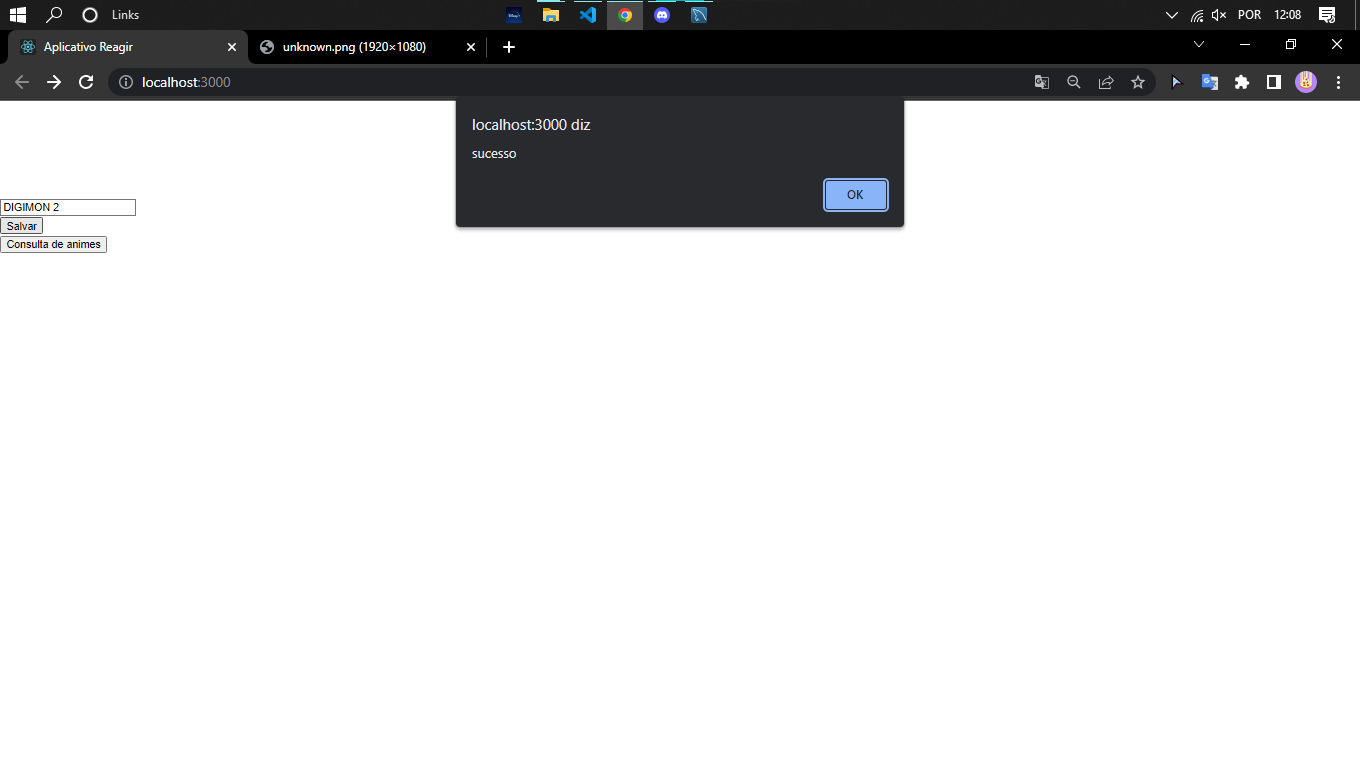 Links
POR 12:08
Aplicativo Reagir
unknown.png (1920×1080)
localhost:3000
localhost:3000 diz
sucesso
OK
DIGIMON 2
Salvar
Consulta de animes